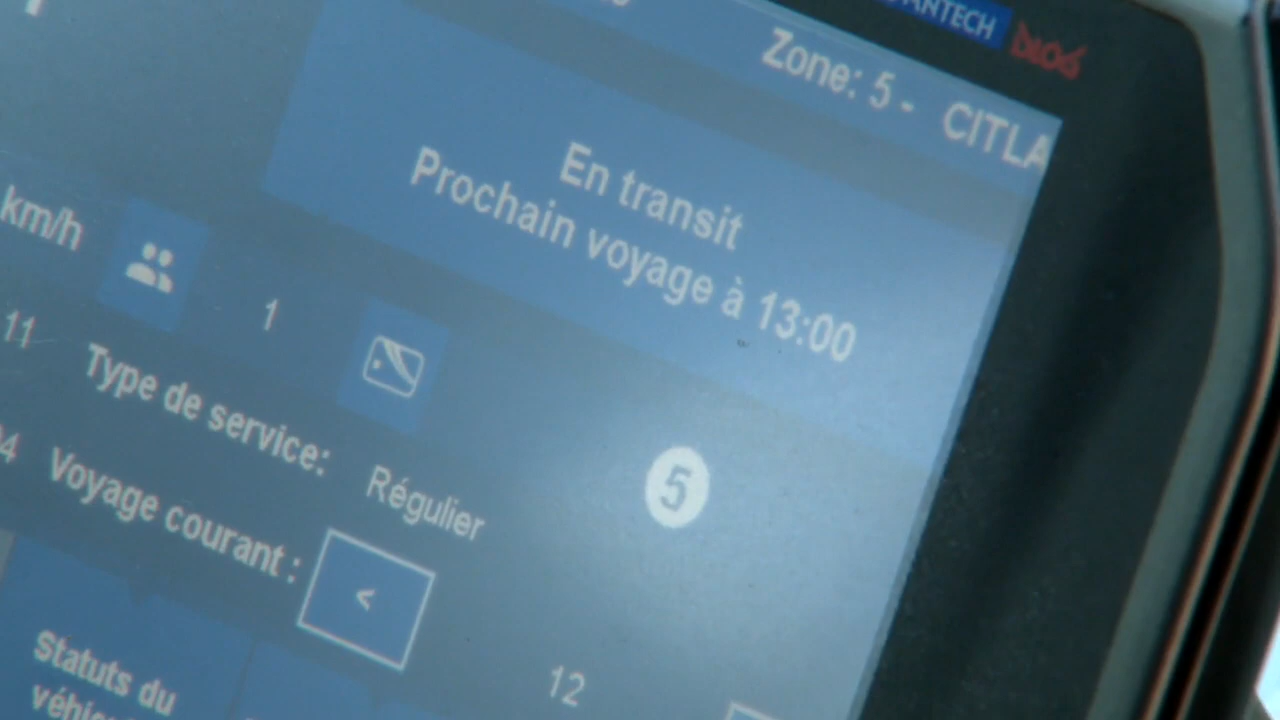 Zone: 5 - CITLA
En transit
Prochain voyage à 13:00
km/h
1
11
Type de service: Régulier
5
Voyage courant : <
12
Statuts du